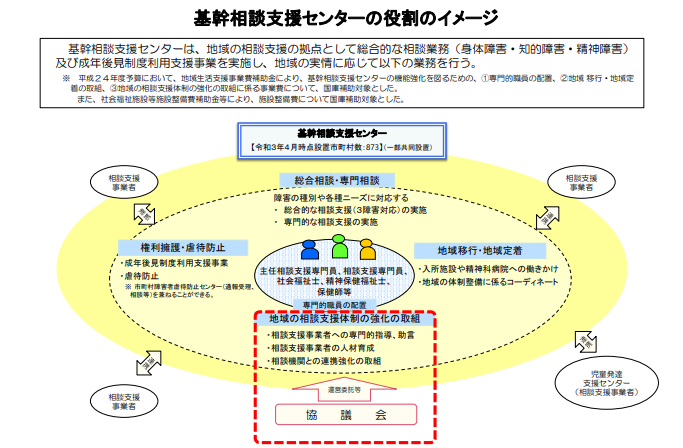 基幹相談支援センターの役割のイメージ
基幹相談支援センターは、地域の相談支援の拠点として総合的な相談業務（身体障害・知的障害・精神障害）
及び成年後見制度利用支援事業を実施し、地域の実情に応じて以下の業務を行う。
※　平成２４年度予算において、地域生活支援事業費補助金により、基幹相談支援センターの機能強化を図るための、①専門的職員の配置、②地域 移行・地域定
着の取組、③地域の相談支援体制の強化の取組に係る事業費について、国庫補助対象とした。
また、社会福祉施設等施設整備費補助金等により、施設整備費について国庫補助対象とした。
基幹相談支援センター
【令和３年４月時点設置市町村数：873】（一部共同設置）
相談支援
事業者
相談支援
事業者
連携
連携
総合相談・専門相談
障害の種別や各種ニーズに対応する
・ 総合的な相談支援（３障害対応）の実施
・ 専門的な相談支援の実施
権利擁護・虐待防止
・成年後見制度利用支援事業
・虐待防止
※ 市町村障害者虐待防止センター（通報受理、
相談等）を兼ねることができる。
地域移行・地域定着
・入所施設や精神科病院への働きかけ
・地域の体制整備に係るコーディネート
主任相談支援専門員、相談支援専門員、
社会福祉士、精神保健福祉士、
保健師等
専門的職員の配置
地域の相談支援体制の強化の取組
・相談支援事業者への専門的指導、助言
・相談支援事業者の人材育成
・相談機関との連携強化の取組
連携
連携
相談支援
事業者
児童発達
支援センター
（相談支援事業者）
運営委託等
協　議　会